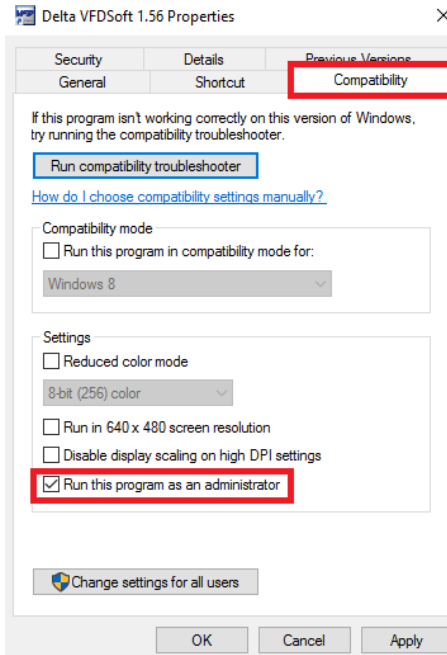 Delta VFDSoft 1.56 Properties
Security Details Previous Versions
General Shortcut Compatibility
If this program isn't working correctly on this version of Windows,
try running the compatibility troubleshooter.
Run compatibility troubleshooter
How do I choose compatibility settings manually?
Compatibility mode
Run this program in compatibility mode for:
Windows 8
Settings
Reduced color mode
8-bit (256) color
Run in 640 x 480 screen resolution
Disable display scaling on high DPI settings
Run this program as an administrator
Change settings for all users
OK Cancel Apply